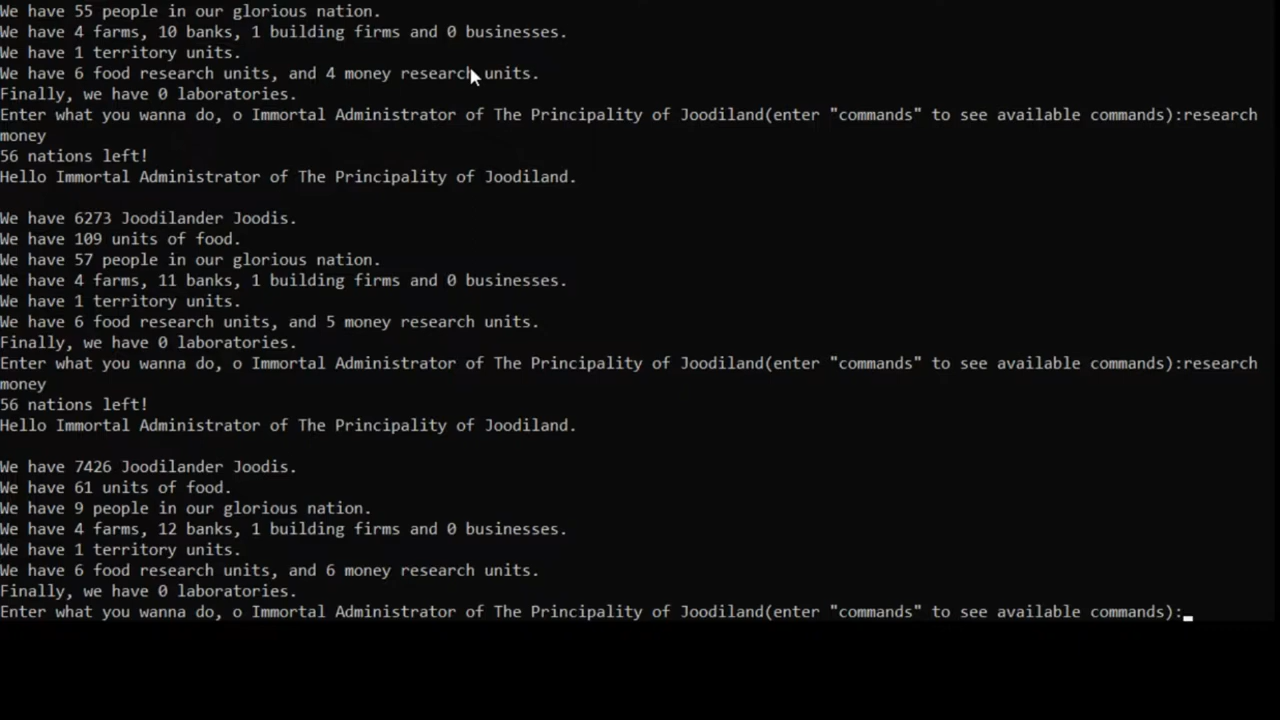 We have 55 people in our glorious nation.
We have 4 farms, 10 banks, 1 building firms and 0 businesses.
We have 1 territory units.
We have 6 food research units, and 4 money research units.
Finally, we have 0 laboratories.
Enter what you wanna do, o Immortal Administrator of The Principality of Joodiland(enter "commands" to see available commands):research
money
56 nations left!
Hello Immortal Administrator of The Principality of Joodiland.
We have 6273 Joodilander Joodis.
We have 109 units of food.
We have 57 people in our glorious nation.
We have 4 farms, 11 banks, 1 building firms and 0 businesses.
We have 1 territory units.
We have 6 food research units, and 5 money research units.
Finally, we have 0 laboratories.
Enter what you wanna do, o Immortal Administrator of The Principality of Joodiland(enter "commands" to see available commands):research
money
56 nations left!
Hello Immortal Administrator of The Principality of Joodiland.
We have 7426 Joodilander Joodis.
We have 61 units of food.
We have 9 people in our glorious nation.
We have 4 farms, 12 banks, 1 building firms and 0 businesses.
We have 1 territory units.
We have 6 food research units, and 6 money research units.
Finally, we have 0 laboratories.
Enter what you wanna do, o Immortal Administrator of The Principality of Joodiland(enter "commands" to see available commands):